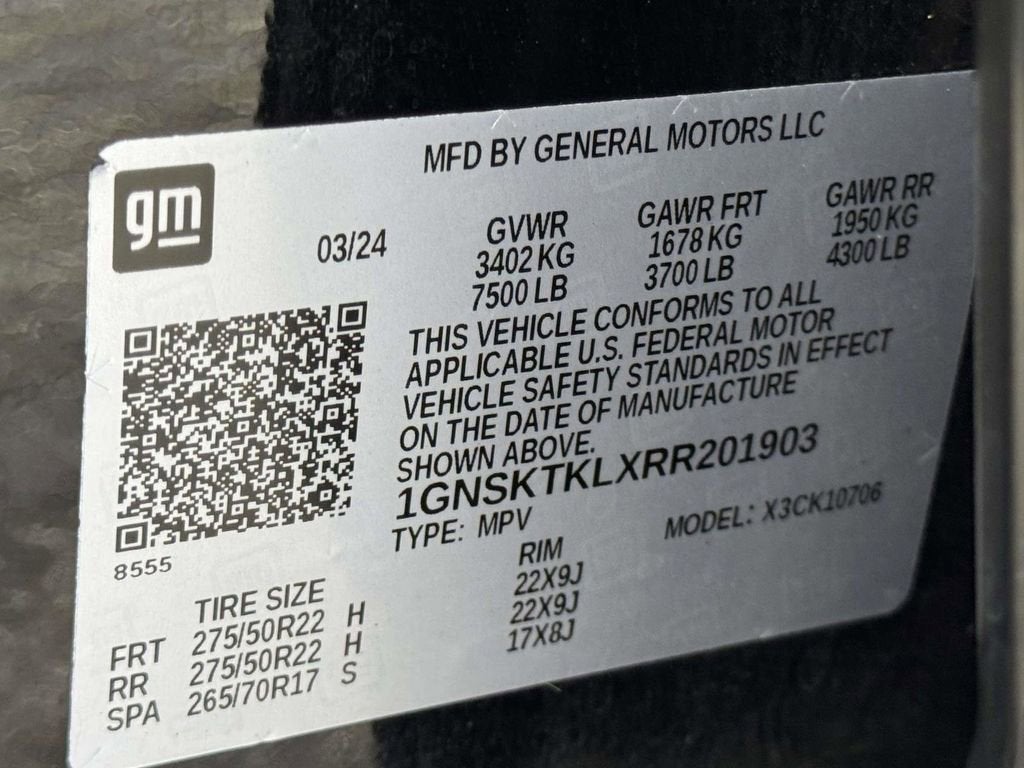 MFD BY GENERAL MOTORS LLC
gm
03/24
GVWR
3402 KG
7500 LB
GAWR FRT
1678 KG
3700 LB
GAWR RR
1950 KG
4300 LB
THIS VEHICLE CONFORMS TO ALL
APPLICABLE U.S. FEDERAL MOTOR
VEHICLE SAFETY STANDARDS IN EFFECT
ON THE DATE OF MANUFACTURE
SHOWN ABOVE.
1GNSKTKLXRR201903
TYPE: MPV
MODEL: X3CK10706
8555
TIRE SIZE
RIM
FRT 275/50R22 H 22X9J
RR 275/50R22 H 22X9J
SPA 265/70R17 S 17X8J